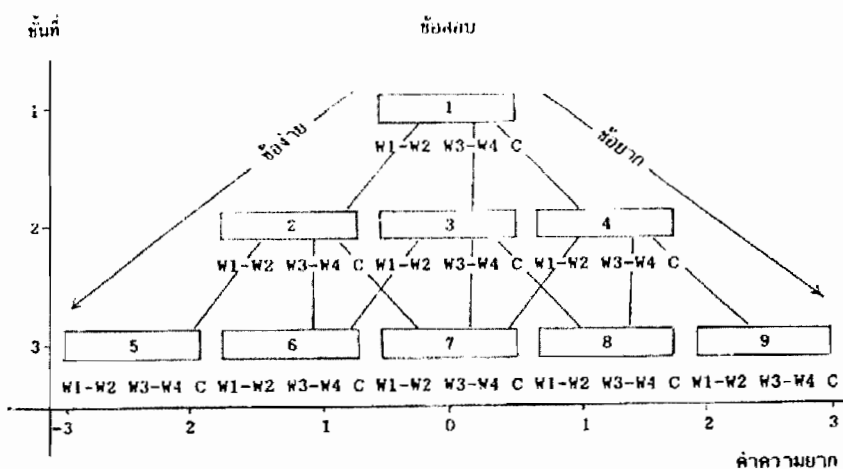 ชั้นที่ ข้อสอบ
1 1
ข้อง่าย ข้อยาก
W1-W2 W3-W4 C
2 2 3 4
W1-W2 W3-W4 C W1-W2 W3-W4 C W1-W2 W3-W4 C
3 5 6 7 8 9
W1-W2 W3-W4 C W1-W2 W3-W4 C W1-W2 W3-W4 C W1-W2 W3-W4 C W1-W2 W3-W4 C
-3 2 1 0 1 2 3
ค่าความยาก